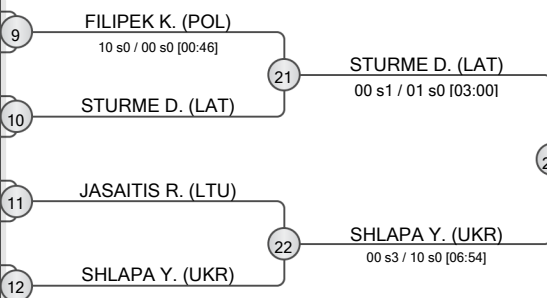 9
FILIPEK K. (POL)
10 s0 / 00 s0 [00:46]
21
STURME D. (LAT)
00 s1 / 01 s0 [03:00]
10
STURME D. (LAT)
11
JASAITIS R. (LTU)
22
SHLAPA Y. (UKR)
00 s3 / 10 s0 [06:54]
12
SHLAPA Y. (UKR)